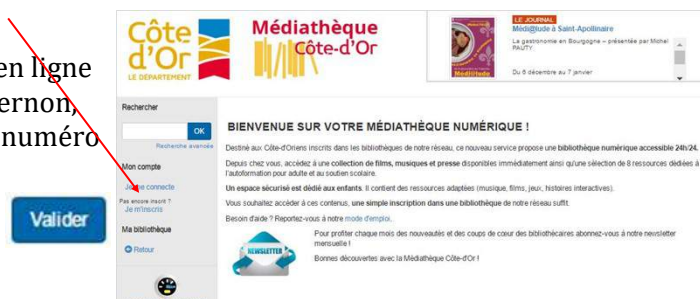 en ligne
ernon,
numéro
Valider
Côte
d'Or
LE DÉPARTEMENT
Médiathèque
Côte-d'Or
LE JOURNAL
Médi@tude à Saint-Apollinaire
La gastronomie en Bourgogne – présentée par Michel
PAUTY
Du 6 décembre au 7 janvier
Médi@tude
Rechercher
OK
Recherche avancée
Mon compte
Je me connecte
Pas encore inscrit ?
Je m'inscris
Ma bibliothèque
Retour
BIENVENUE SUR VOTRE MÉDIATHÈQUE NUMÉRIQUE !
Destiné aux Côte-d'Oriens inscrits dans les bibliothèques de notre réseau, ce nouveau service propose une bibliothèque numérique accessible 24h/24.
Depuis chez vous, accédez à une collection de films, musiques et presse disponibles immédiatement ainsi qu'une sélection de 8 ressources dédiées à
l'autoformation pour adulte et au soutien scolaire.
Un espace sécurisé est dédié aux enfants. Il contient des ressources adaptées (musique, films, jeux, histoires interactives).
Vous souhaitez accéder à ces contenus, une simple inscription dans une bibliothèque de notre réseau suffit.
Besoin d'aide ? Reportez-vous à notre mode d'emploi.
NEWSLETTER
Pour profiter chaque mois des nouveautés et des coups de cœur des bibliothécaires abonnez-vous à notre newsletter
mensuelle !
Bonnes découvertes avec la Médiathèque Côte-d'Or !